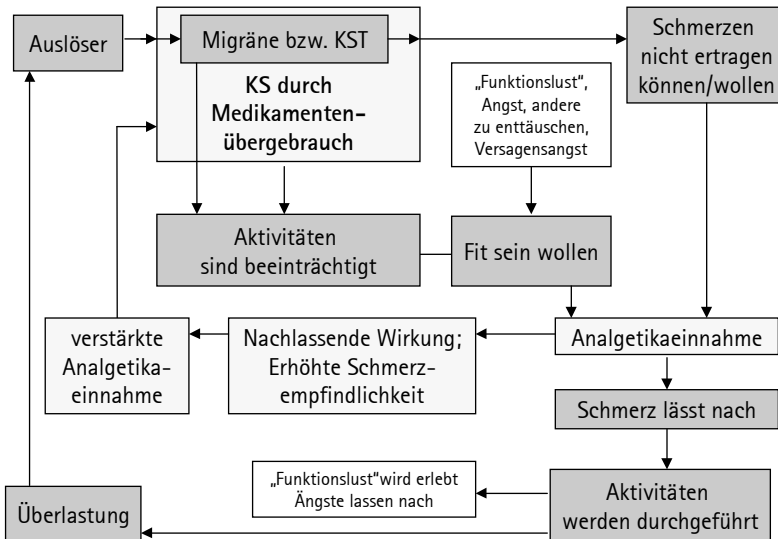 Auslöser
Migräne bzw. KST
KS durch
Medikamenten-
übergebrauch
Schmerzen
nicht ertragen
können/wollen
„Funktionslust“,
Angst, andere
zu enttäuschen,
Versagensangst
Aktivitäten
sind beeinträchtigt
Fit sein wollen
verstärkte
Analgetika-
einnahme
Nachlassende Wirkung;
Erhöhte Schmerz-
empfindlichkeit
Analgetikaeinnahme
Schmerz lässt nach
„Funktionslust“wird erlebt
Ängste lassen nach
Überlastung
Aktivitäten
werden durchgeführt